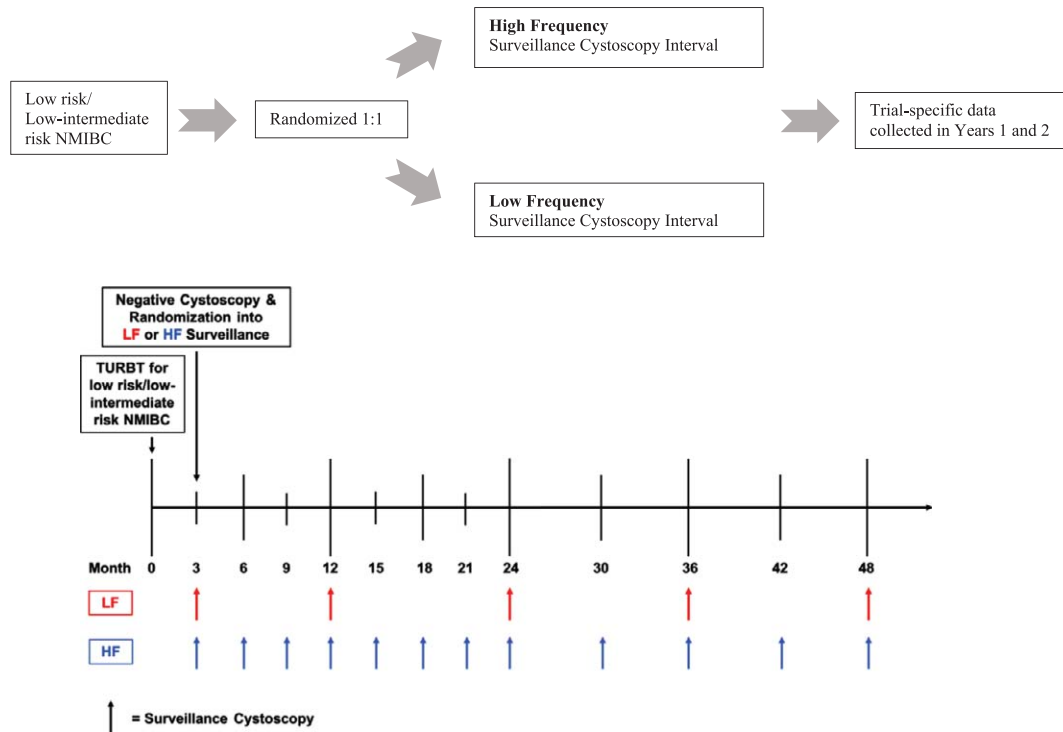 High Frequency
Surveillance Cystoscopy Interval
Low risk/
Low-intermediate
risk NMIBC
Randomized 1:1
Trial-specific data
collected in Years 1 and 2
Low Frequency
Surveillance Cystoscopy Interval
Negative Cystoscopy &
Randomization into
LF or HF Surveillance
TURBT for
low risk/low-
intermediate
risk NMIBC
Month 0 3 6 9 12 15 18 21 24 30 36 42 48
LF
HF
= Surveillance Cystoscopy